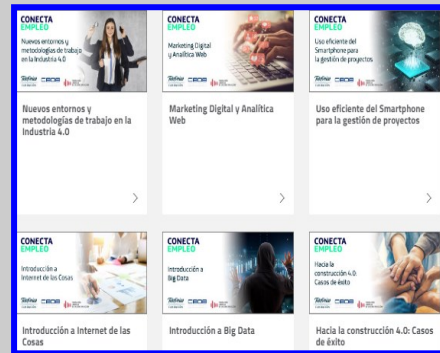 CONECTA
EMPLEO
Nuevos entornos y
metodologías de trabajo
en la Industria 4.0
CONECTA
EMPLEO
Marketing Digital
y Analítica Web
CONECTA
EMPLEO
Uso eficiente del
Smartphone para
la gestión de proyectos
Nuevos entornos y
metodologías de trabajo en la
Industria 4.0
Marketing Digital y Analítica
Web
Uso eficiente del Smartphone
para la gestión de proyectos
CONECTA
EMPLEO
Introducción a
Internet de las Cosas
CONECTA
EMPLEO
Introducción a
Big Data
CONECTA
EMPLEO
Hacia la
construcción 4.0:
Casos de éxito
Introducción a Internet de las
Cosas
Introducción a Big Data
Hacia la construcción 4.0: Casos
de éxito